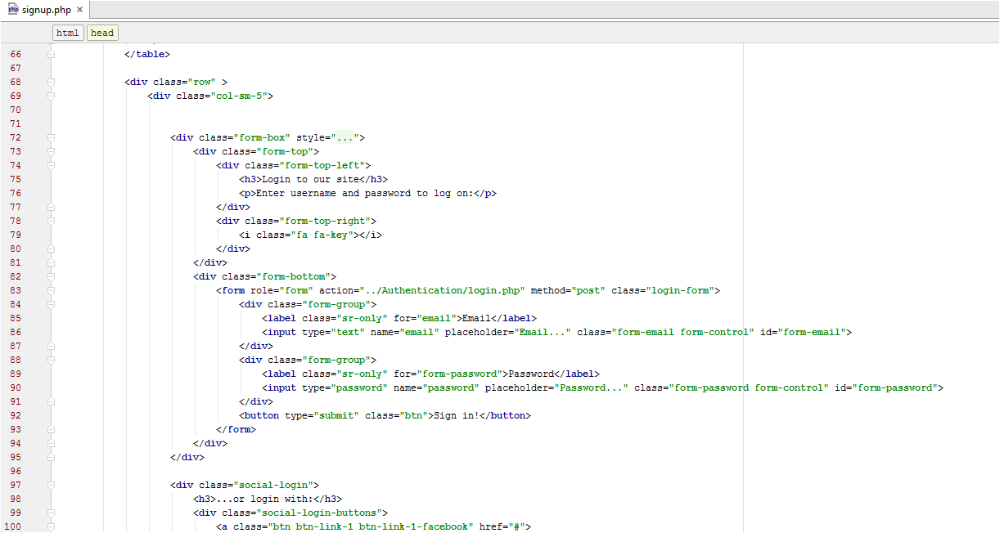 signup.php ×
html head
66 </table>
67
68 <div class="row" >
69 <div class="col-sm-5">
70
71
72 <div class="form-box" style="...">
73 <div class="form-top">
74 <div class="form-top-left">
75 <h3>Login to our site</h3>
76 <p>Enter username and password to log on:</p>
77 </div>
78 <div class="form-top-right">
79 <i class="fa fa-key"></i>
80 </div>
81 </div>
82 <div class="form-bottom">
83 <form role="form" action="../Authentication/login.php" method="post" class="login-form">
84 <div class="form-group">
85 <label class="sr-only" for="email">Email</label>
86 <input type="text" name="email" placeholder="Email..." class="form-email form-control" id="form-email">
87 </div>
88 <div class="form-group">
89 <label class="sr-only" for="form-password">Password</label>
90 <input type="password" name="password" placeholder="Password..." class="form-password form-control" id="form-password">
91 </div>
92 <button type="submit" class="btn">Sign in!</button>
93 </form>
94 </div>
95 </div>
96
97 <div class="social-login">
98 <h3>...or login with:</h3>
99 <div class="social-login-buttons">
100 <a class="btn btn-link-1 btn-link-1-facebook" href="#">